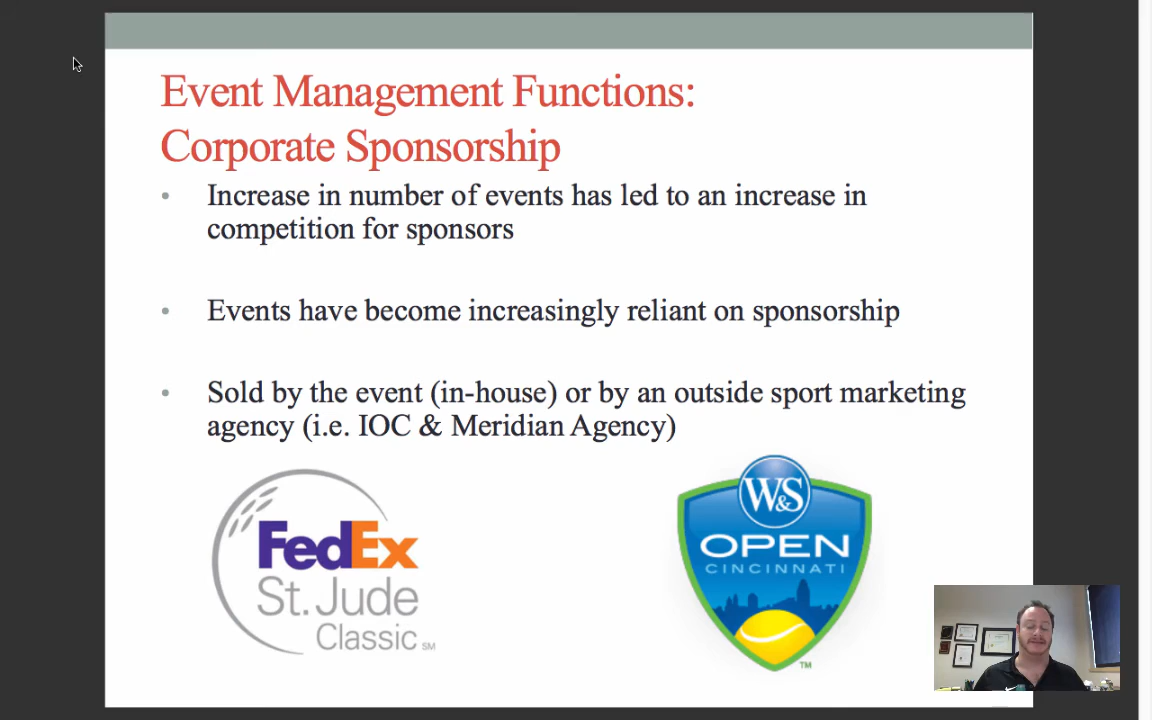 Event Management Functions:
Corporate Sponsorship
• Increase in number of events has led to an increase in
competition for sponsors
• Events have become increasingly reliant on sponsorship
• Sold by the event (in-house) or by an outside sport marketing
agency (i.e. IOC & Meridian Agency)
FedEx
St. Jude
Classic SM
W&S
OPEN
CINCINNATI
TM